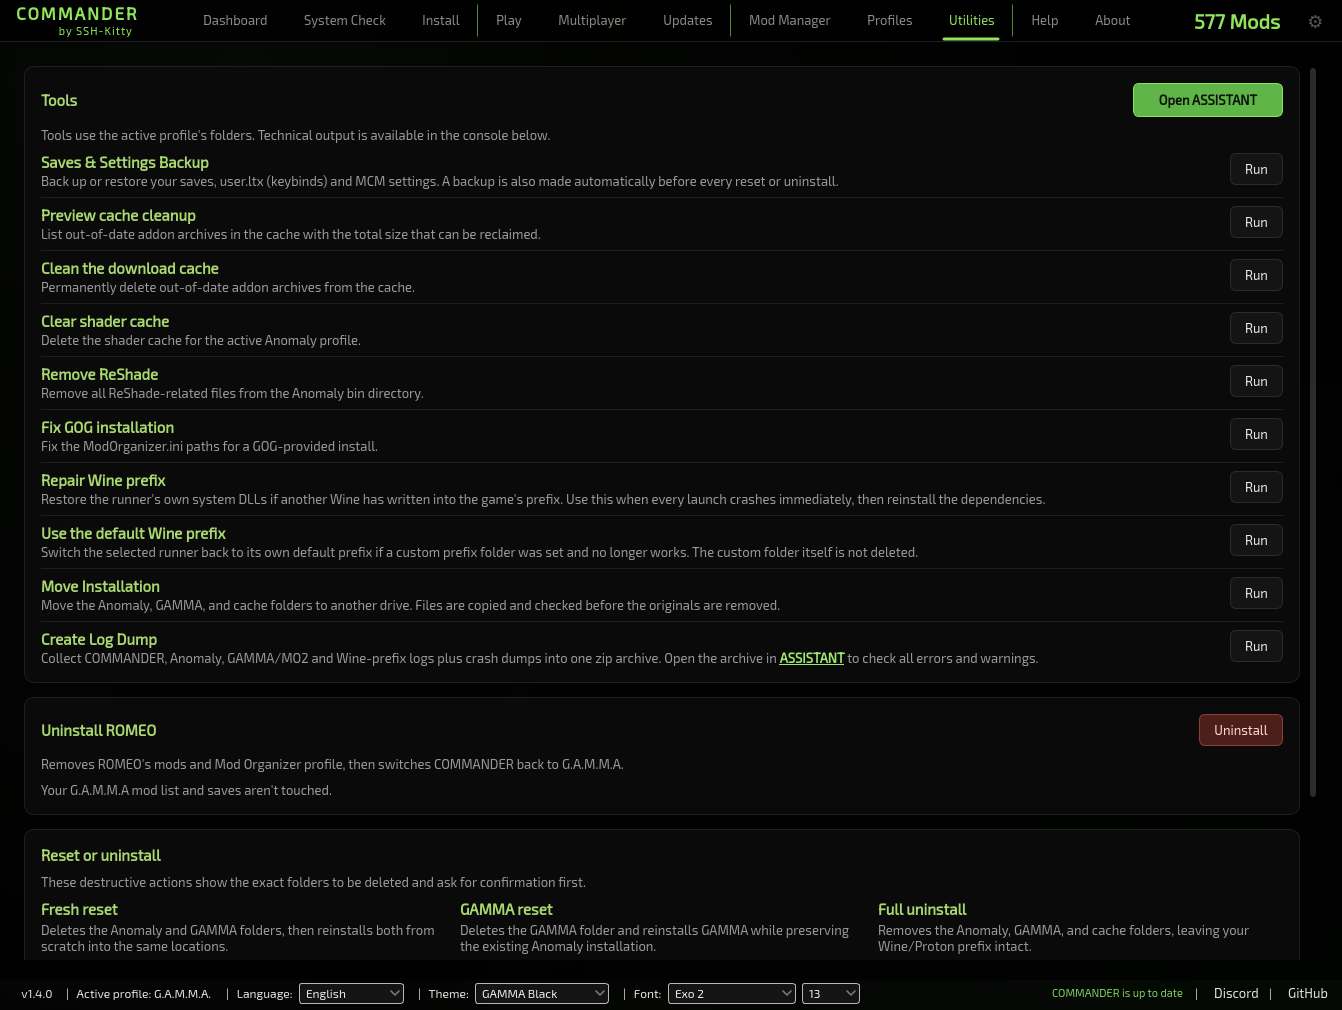 COMMANDER
by SSH-Kitty
Dashboard
System Check
Install
Play
Multiplayer
Updates
Mod Manager
Profiles
Utilities
Help
About
577 Mods
Tools
Open ASSISTANT
Tools use the active profile's folders. Technical output is available in the console below.
Saves & Settings Backup
Back up or restore your saves, user.ltx (keybinds) and MCM settings. A backup is also made automatically before every reset or uninstall.
Run
Preview cache cleanup
List out-of-date addon archives in the cache with the total size that can be reclaimed.
Run
Clean the download cache
Permanently delete out-of-date addon archives from the cache.
Run
Clear shader cache
Delete the shader cache for the active Anomaly profile.
Run
Remove ReShade
Remove all ReShade-related files from the Anomaly bin directory.
Run
Fix GOG installation
Fix the ModOrganizer.ini paths for a GOG-provided install.
Run
Repair Wine prefix
Restore the runner's own system DLLs if another Wine has written into the game's prefix. Use this when every launch crashes immediately, then reinstall the dependencies.
Run
Use the default Wine prefix
Switch the selected runner back to its own default prefix if a custom prefix folder was set and no longer works. The custom folder itself is not deleted.
Run
Move Installation
Move the Anomaly, GAMMA, and cache folders to another drive. Files are copied and checked before the originals are removed.
Run
Create Log Dump
Collect COMMANDER, Anomaly, GAMMA/MO2 and Wine-prefix logs plus crash dumps into one zip archive. Open the archive in ASSISTANT to check all errors and warnings.
Run
Uninstall ROMEO
Uninstall
Removes ROMEO's mods and Mod Organizer profile, then switches COMMANDER back to G.A.M.M.A.
Your G.A.M.M.A mod list and saves aren't touched.
Reset or uninstall
These destructive actions show the exact folders to be deleted and ask for confirmation first.
Fresh reset
Deletes the Anomaly and GAMMA folders, then reinstalls both from
scratch into the same locations.
GAMMA reset
Deletes the GAMMA folder and reinstalls GAMMA while preserving
the existing Anomaly installation.
Full uninstall
Removes the Anomaly, GAMMA, and cache folders, leaving your
Wine/Proton prefix intact.
v1.4.0 | Active profile: G.A.M.M.A. | Language: English | Theme: GAMMA Black | Font: Exo 2 13
COMMANDER is up to date | Discord | GitHub